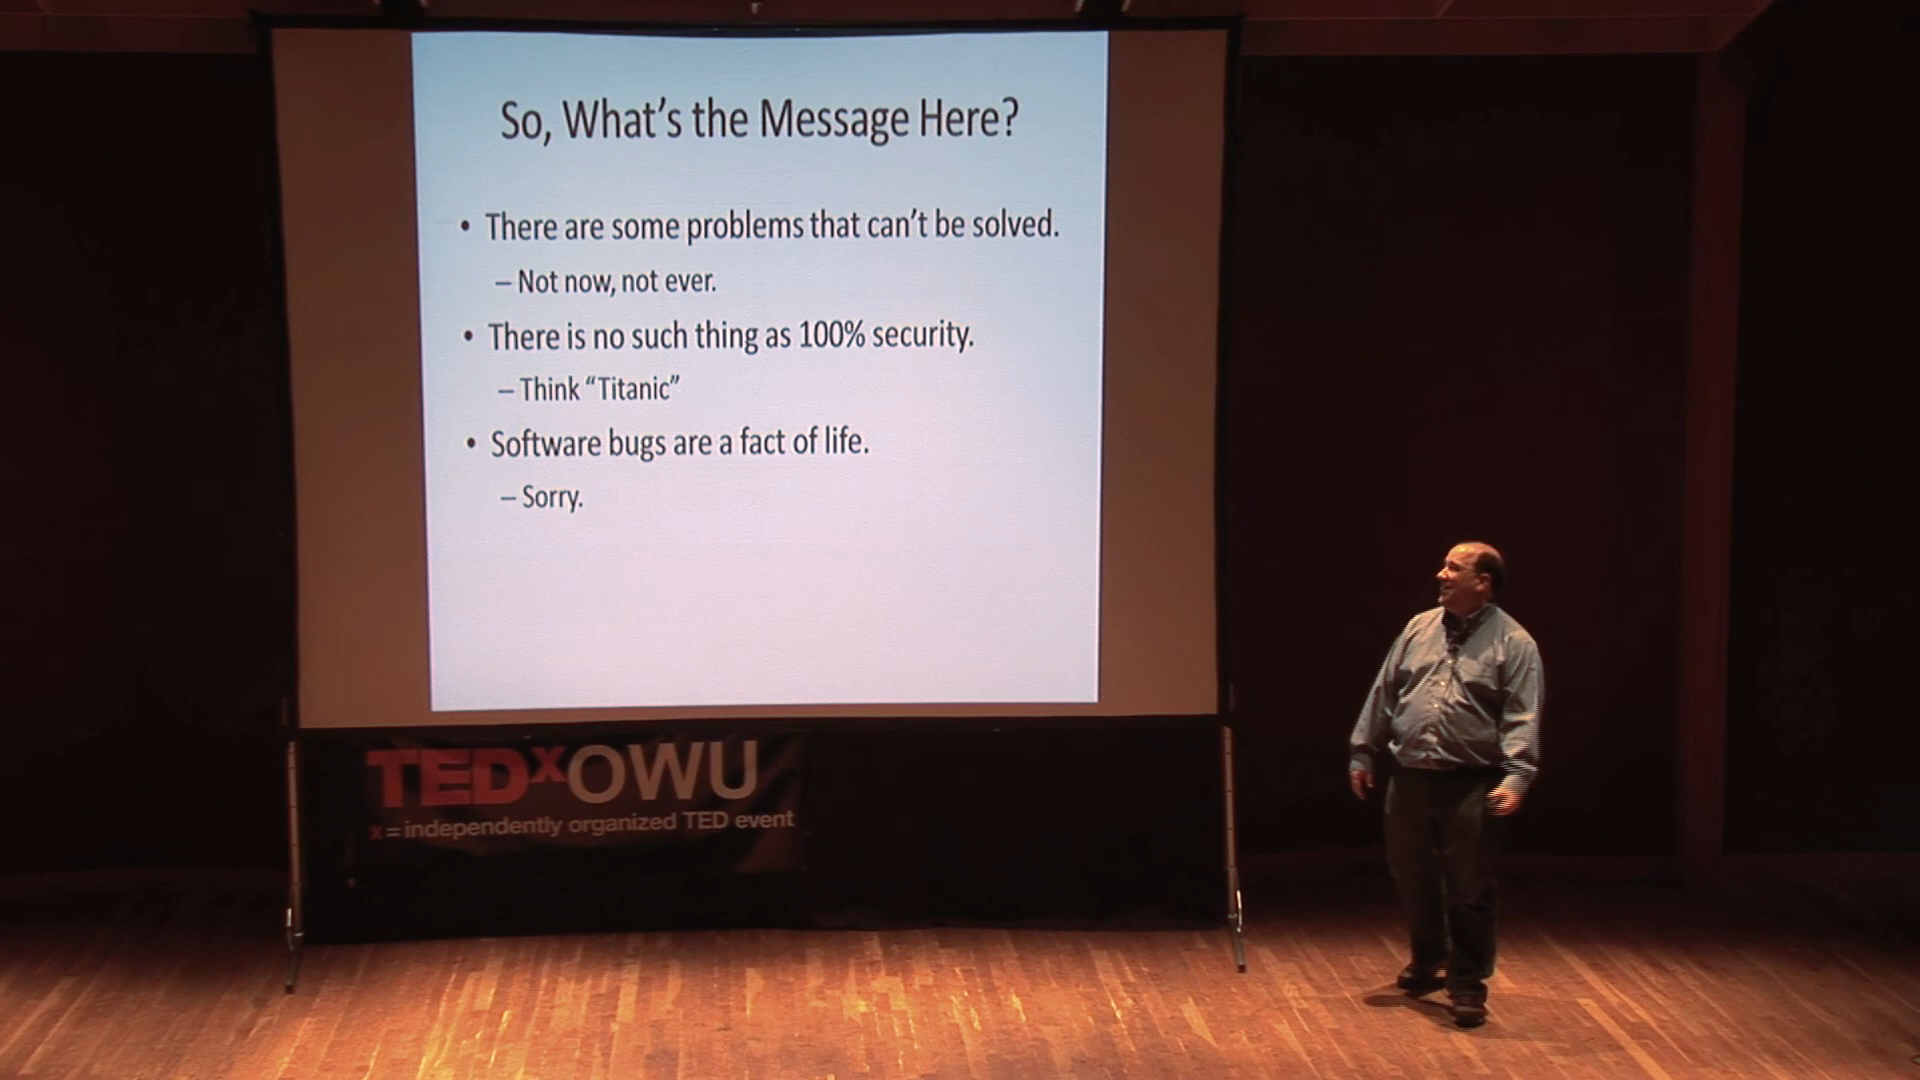 So, What's the Message Here?
• There are some problems that can't be solved.
– Not now, not ever.
• There is no such thing as 100% security.
– Think “Titanic”
• Software bugs are a fact of life.
– Sorry.
TEDxOWU
x = independently organized TED event